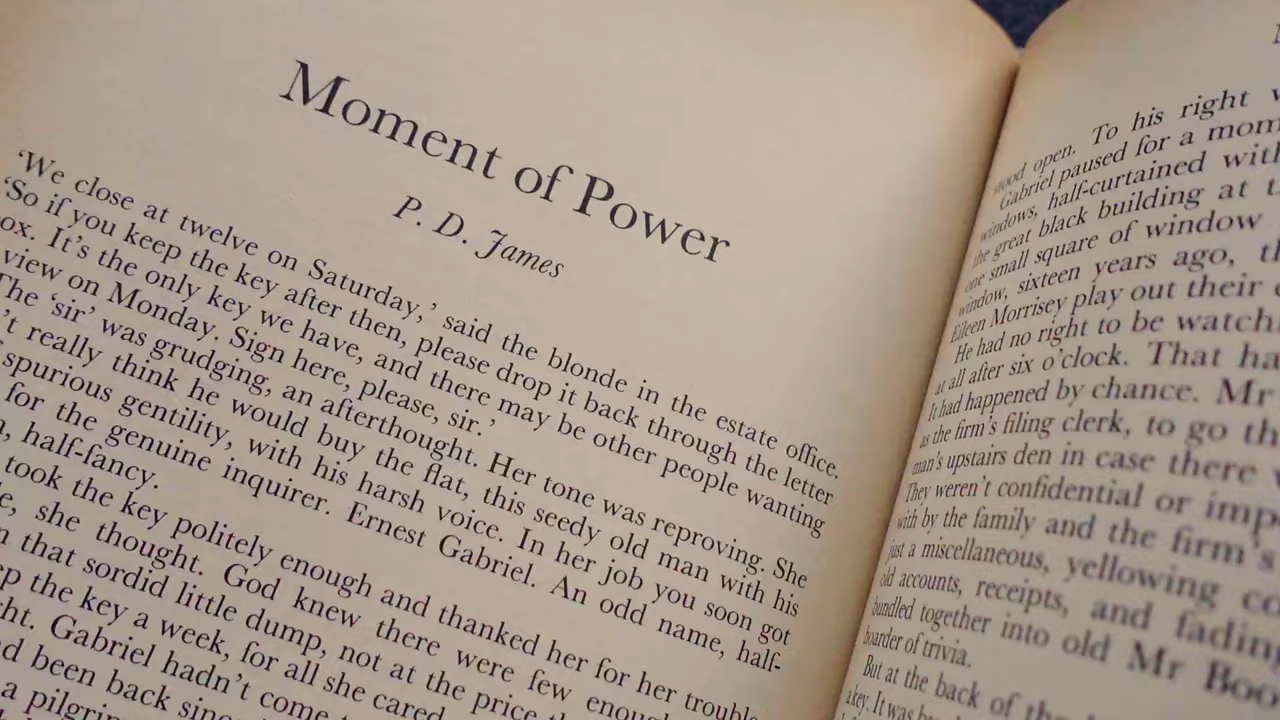 Moment of Power
P. D. James
‘We close at twelve on Saturday,’ said the blonde in the estate office.
‘So if you keep the key after then, please drop it back through the letter
box. It’s the only key we have, and there may be other people wanting
view on Monday. Sign here, please, sir.’
The ‘sir’ was grudging, an afterthought. Her tone was reproving. She
’t really think he would buy the flat, this seedy old man with his
spurious gentility, with his harsh voice. In her job you soon got
for the genuine inquirer. Ernest Gabriel. An odd name, half-
half-fancy.
took the key politely enough and thanked her for her trouble
she thought. God knew there were few enough
that sordid little dump, not at the price
the key a week, for all she cared.
Gabriel hadn’t come
been back since
a pilgrim
stood open. To his right
Gabriel paused for a mom
windows, half-curtained with
the great black building at
one small square of window
window, sixteen years ago,
Eileen Morrisey play out their
He had no right to be watch
at all after six o’clock. That ha
It had happened by chance. Mr
as the firm’s filing clerk, to go th
man’s upstairs den in case there
They weren’t confidential or imp
with by the family and the firm’s
just a miscellaneous, yellowing co
old accounts, receipts, and fading
bundled together into old Mr Boo
hoarder of trivia.
But at the back of the
a key. It was